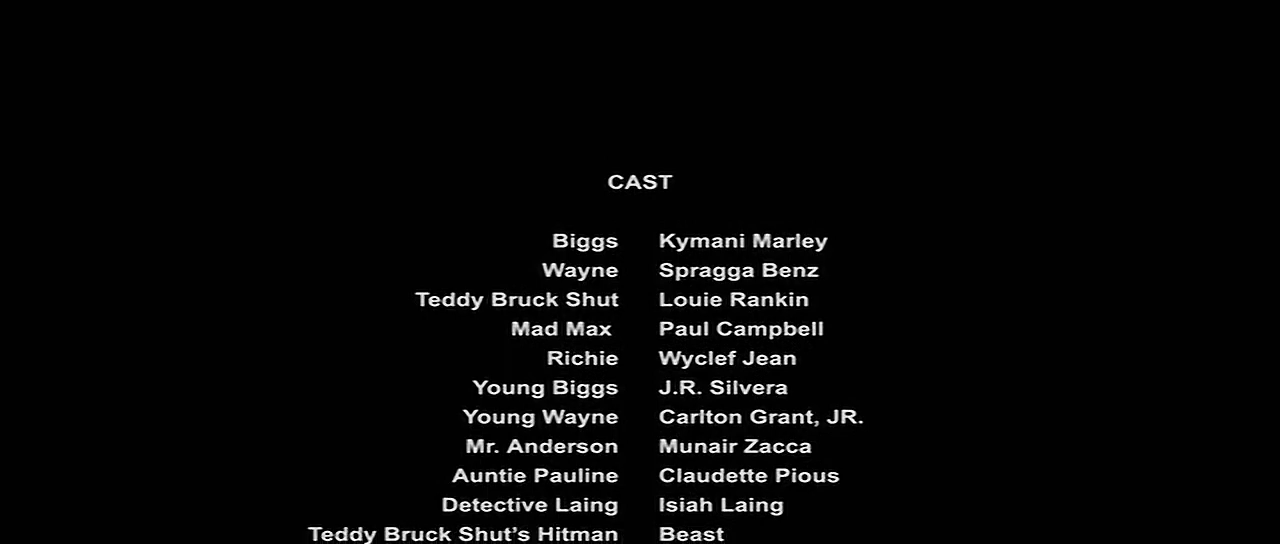 CAST
Biggs Kymani Marley
Wayne Spragga Benz
Teddy Bruck Shut Louie Rankin
Mad Max Paul Campbell
Richie Wyclef Jean
Young Biggs J.R. Silvera
Young Wayne Carlton Grant, JR.
Mr. Anderson Munair Zacca
Auntie Pauline Claudette Pious
Detective Laing Isiah Laing
Teddy Bruck Shut's Hitman Beast